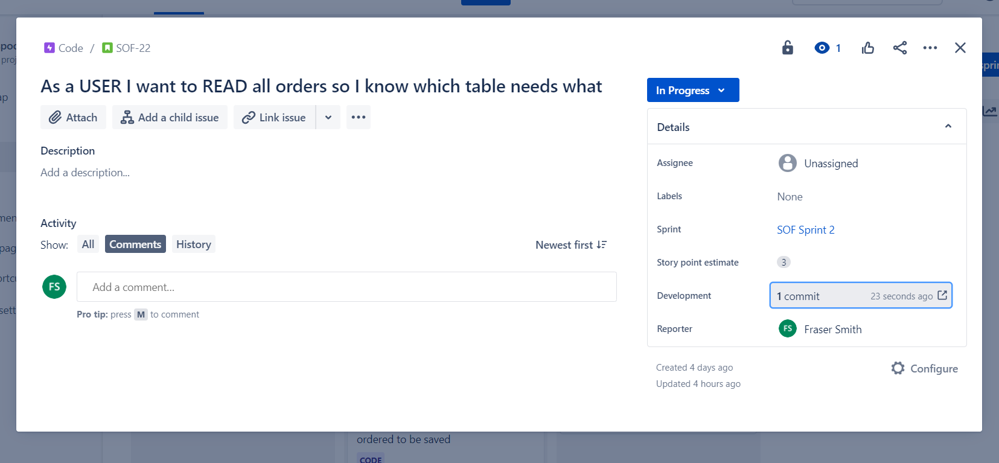 Code / SOF-22
1
As a USER I want to READ all orders so I know which table needs what
In Progress
Attach
Add a child issue
Link issue
Details
Description
Add a description...
Assignee
Unassigned
Labels
None
Sprint
SOF Sprint 2
Story point estimate
3
Development
1 commit
23 seconds ago
Reporter
FS
Fraser Smith
Activity
Show:
All
Comments
History
Newest first
FS
Add a comment...
Pro tip: press M to comment
Created 4 days ago
Updated 4 hours ago
Configure
ordered to be saved
CODE